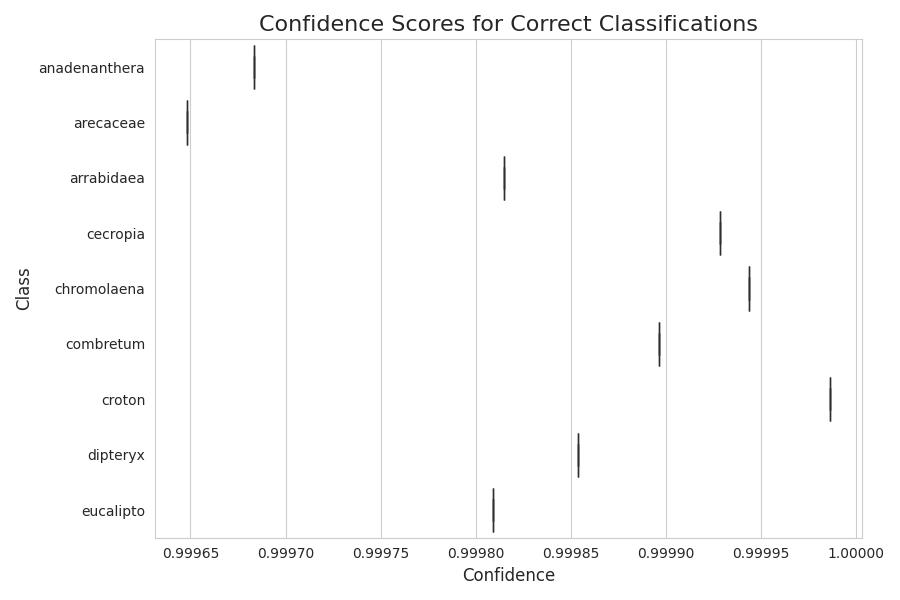 Confidence Scores for Correct Classifications
anadenanthera
arecaceae
arrabidaea
cecropia
chromolaena
combretum
croton
dipteryx
eucalipto
Class
0.99965 0.99970 0.99975 0.99980 0.99985 0.99990 0.99995 1.00000
Confidence